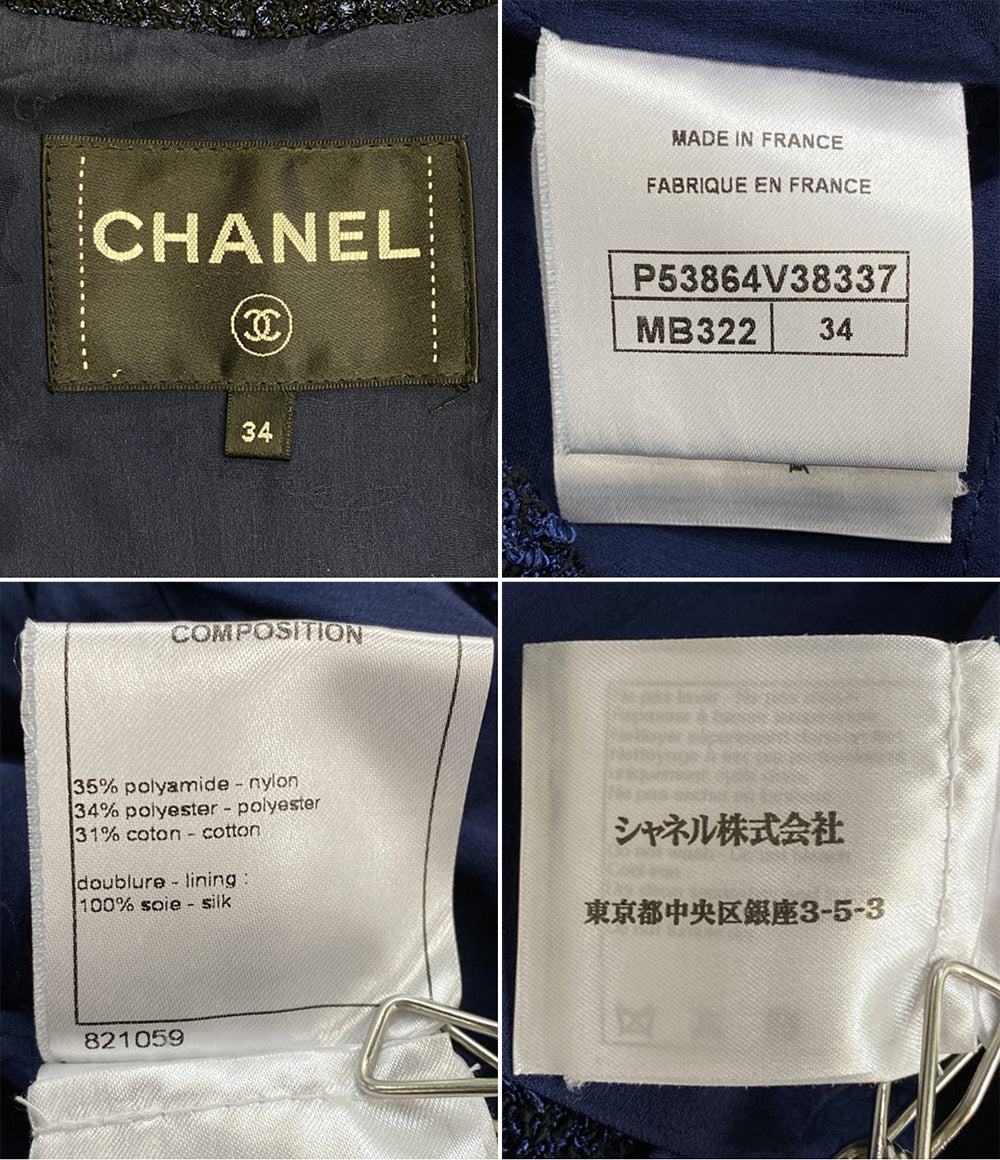 CHANEL
34
MADE IN FRANCE
FABRIQUE EN FRANCE
P53864V38337
MB322 34
COMPOSITION
35% polyamide - nylon
34% polyester - polyester
31% coton - cotton
doublure - lining :
100% soie - silk
821059
シャネル株式会社
東京都中央区銀座3-5-3